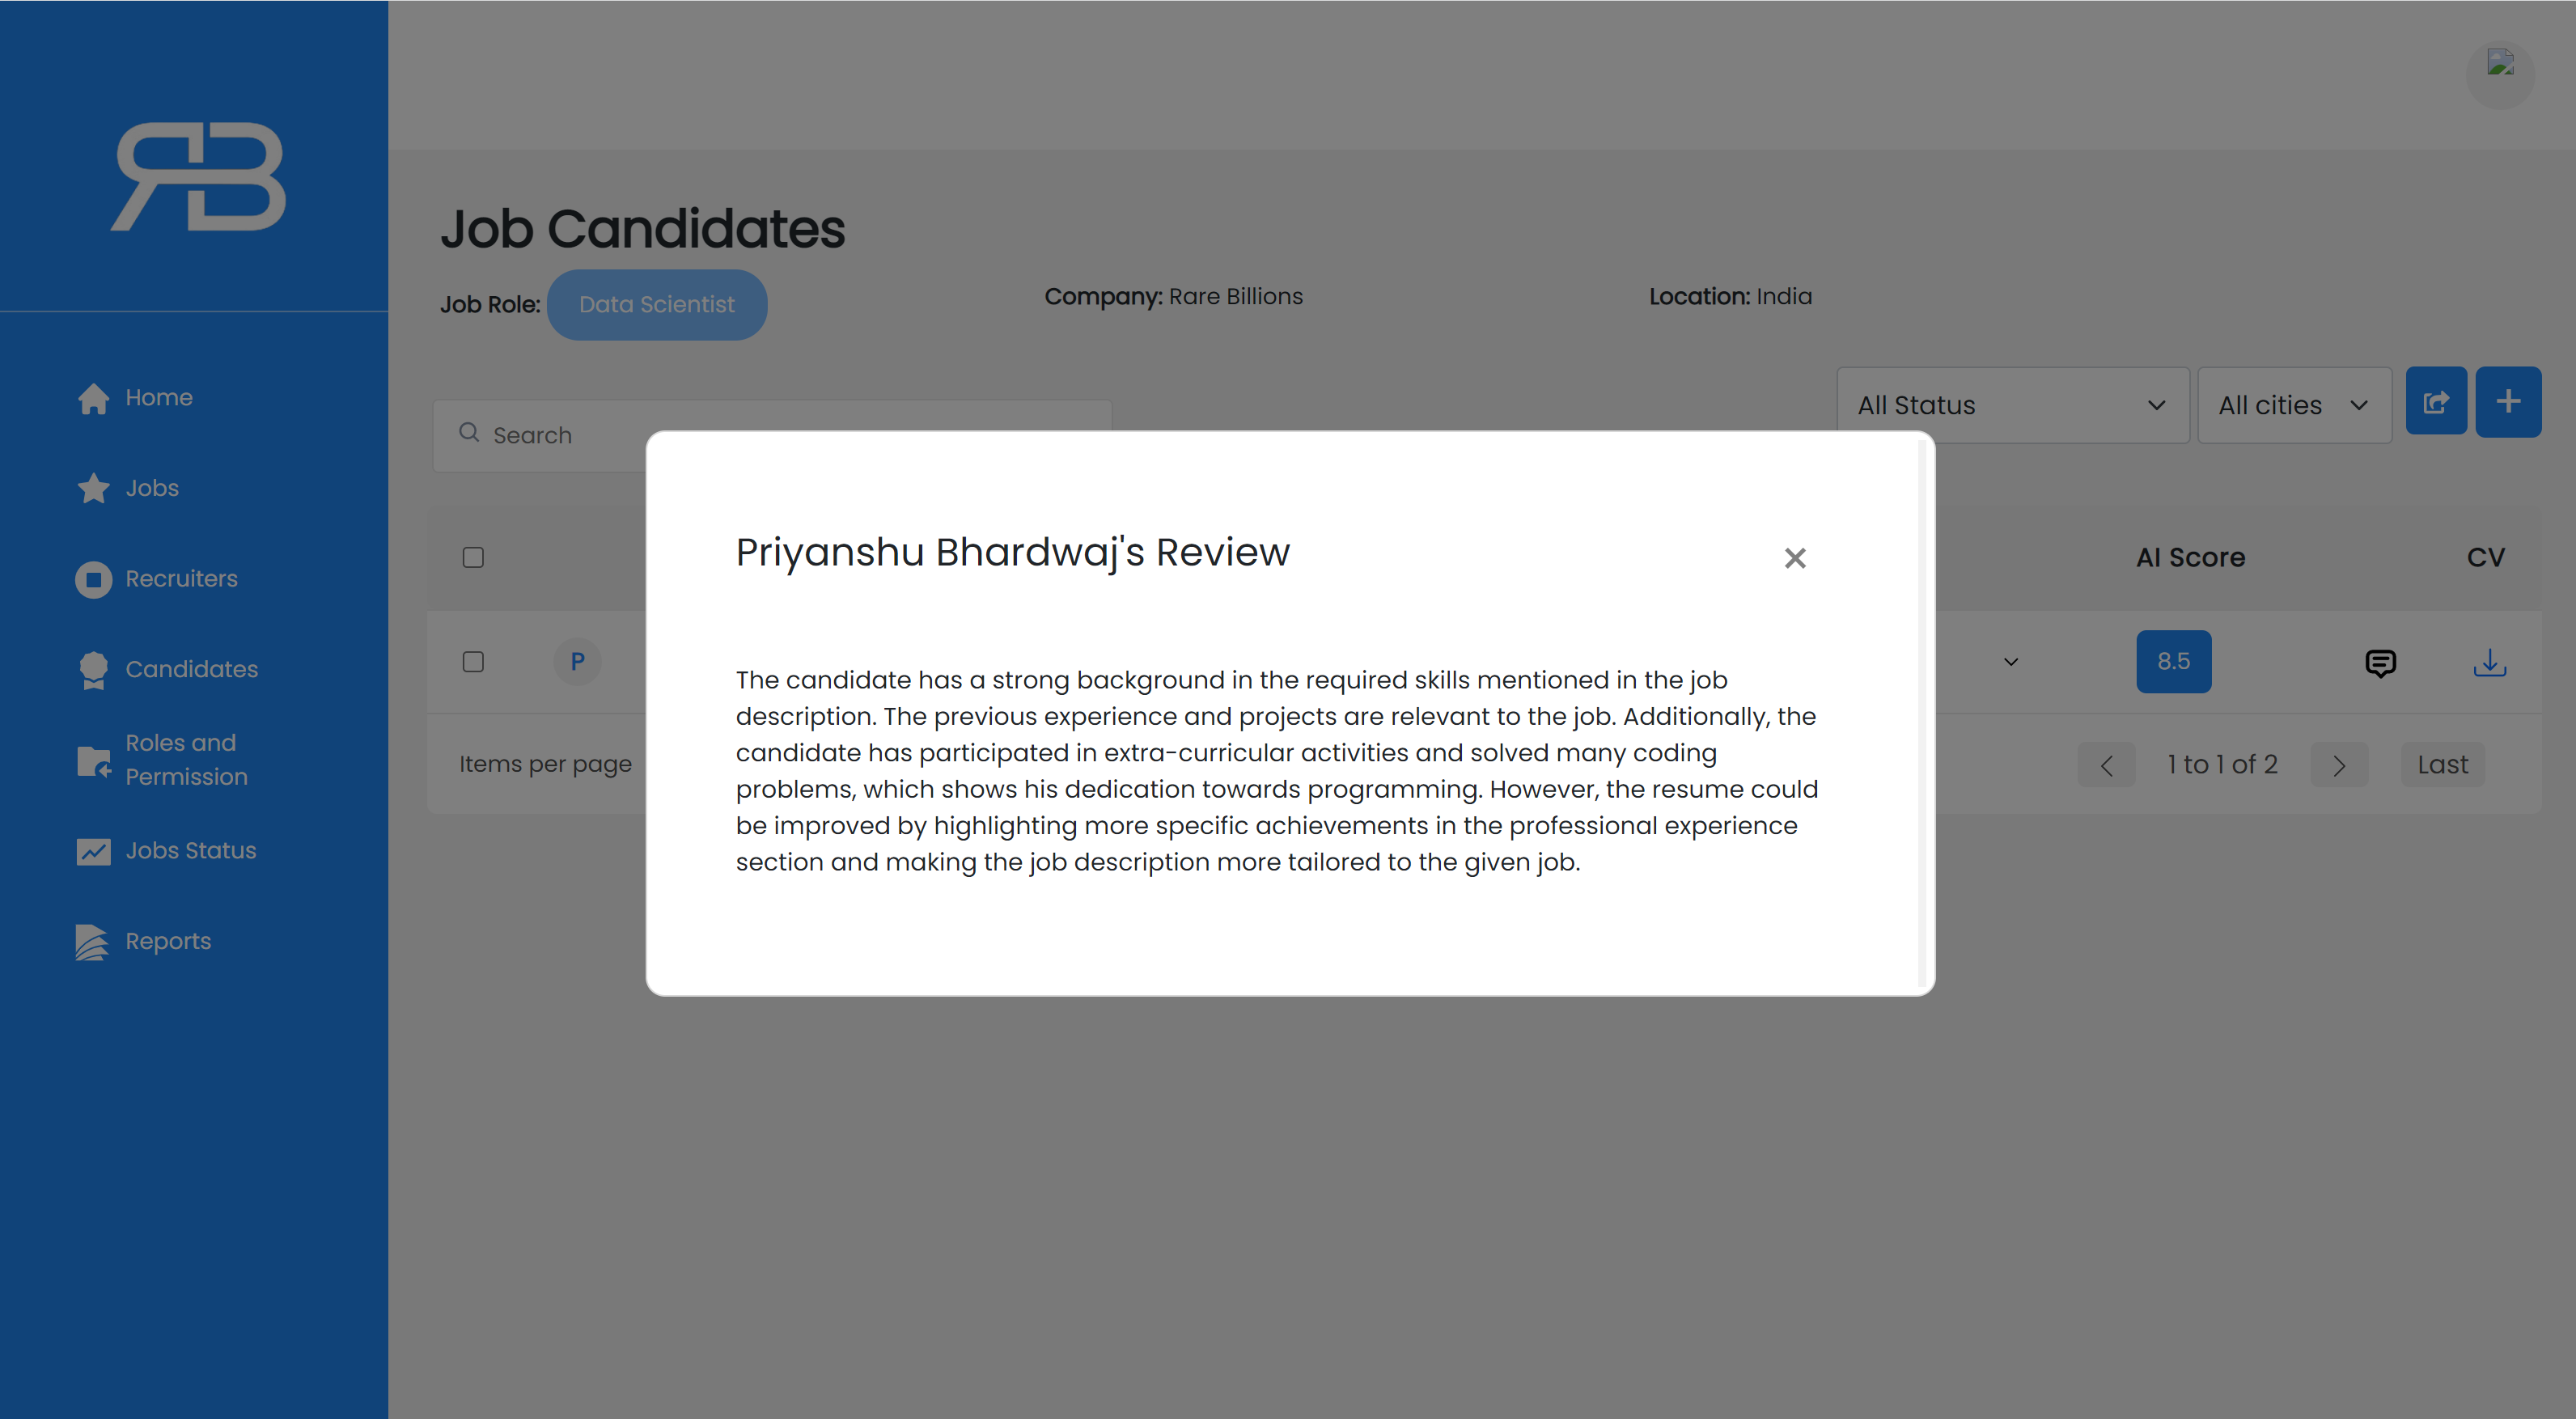 RB
Home
Jobs
Recruiters
Candidates
Roles and
Permission
Jobs Status
Reports
Job Candidates
Job Role: Data Scientist
Company: Rare Billions
Location: India
Search
All Status
All cities
AI Score
CV
P
8.5
Items per page
1 to 1 of 2
Last
Priyanshu Bhardwaj's Review
The candidate has a strong background in the required skills mentioned in the job
description. The previous experience and projects are relevant to the job. Additionally, the
candidate has participated in extra-curricular activities and solved many coding
problems, which shows his dedication towards programming. However, the resume could
be improved by highlighting more specific achievements in the professional experience
section and making the job description more tailored to the given job.